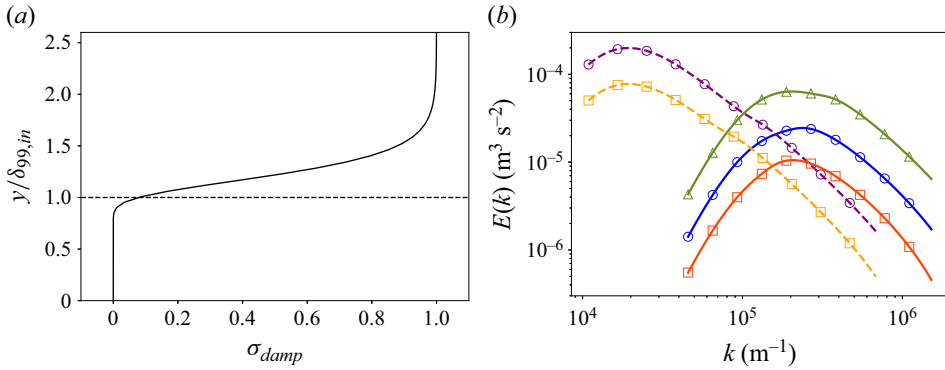 (a)
2.5
2.0
1.5
1.0
0.5
0
y/δ99,in
0 0.2 0.4 0.6 0.8 1.0
σdamp
(b)
10–4
10–5
10–6
E(k) (m3 s–2)
104 105 106
k (m–1)